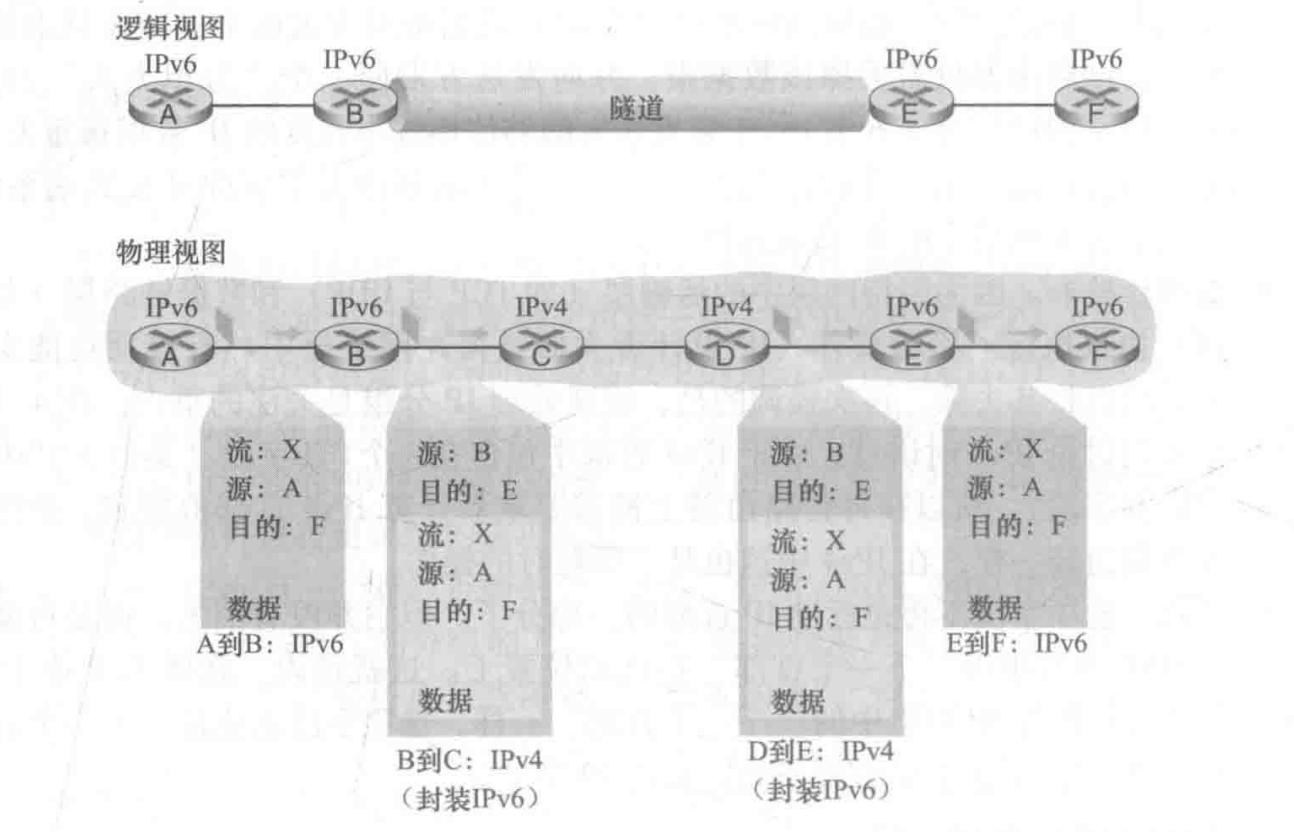 逻辑视图
IPv6 IPv6 IPv6 IPv6
A B 隧道 E F
物理视图
IPv6 IPv6 IPv4 IPv4 IPv6 IPv6
A B C D E F
流: X
源: A
目的: F
数据
A到B: IPv6
源: B
目的: E
流: X
源: A
目的: F
数据
B到C: IPv4
(封装IPv6)
源: B
目的: E
流: X
源: A
目的: F
数据
D到E: IPv4
(封装IPv6)
流: X
源: A
目的: F
数据
E到F: IPv6